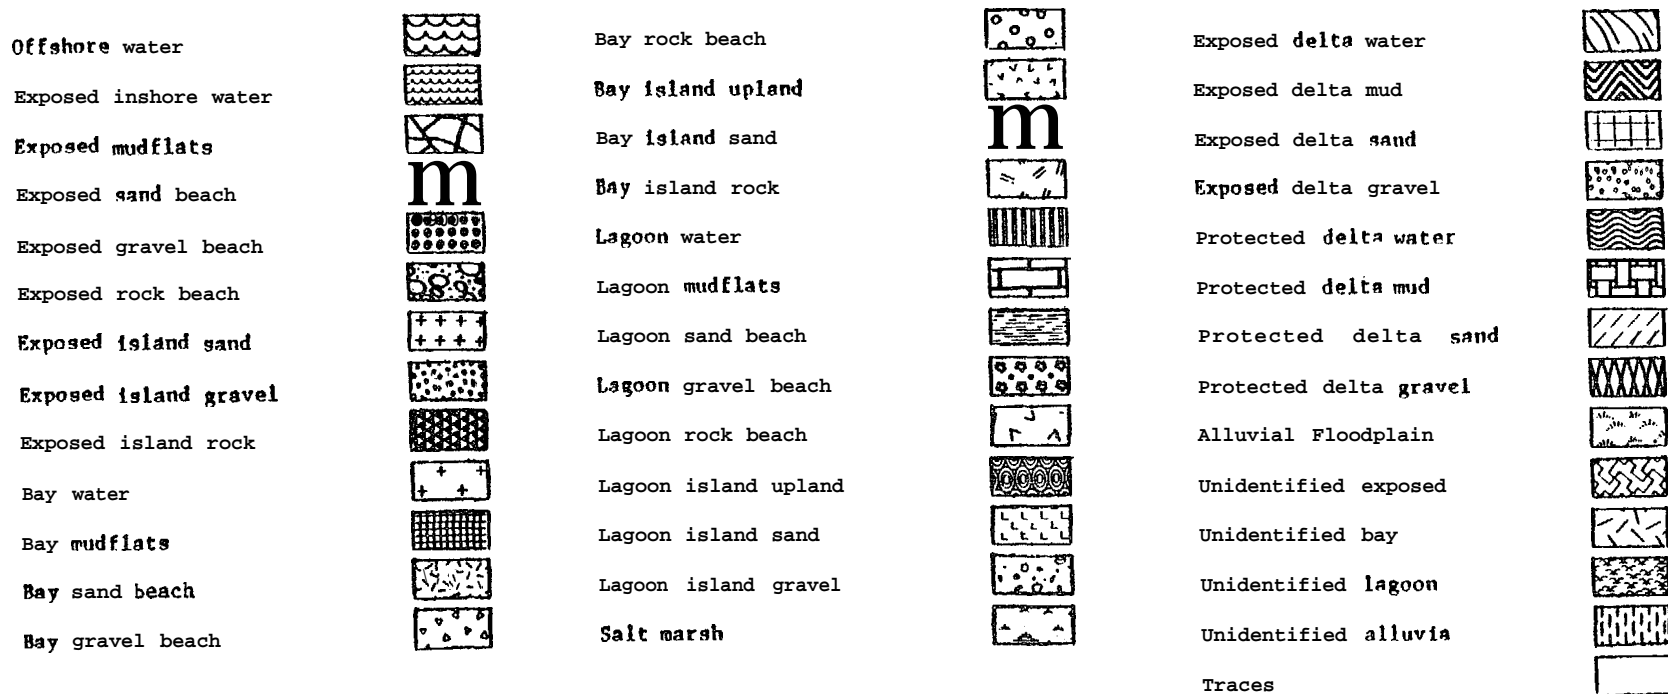 Offshore water
Exposed inshore water
Exposed mudflats
m
Exposed sand beach
Exposed gravel beach
Exposed rock beach
Exposed island sand
Exposed island gravel
Exposed island rock
Bay water
Bay mudflats
Bay sand beach
Bay gravel beach
Bay rock beach
Bay island upland
m
Bay island sand
Bay island rock
Lagoon water
Lagoon mudflats
Lagoon sand beach
Lagoon gravel beach
Lagoon rock beach
Lagoon island upland
Lagoon island sand
Lagoon island gravel
Salt marsh
Exposed delta water
Exposed delta mud
Exposed delta sand
Exposed delta gravel
Protected delta water
Protected delta mud
Protected delta sand
Protected delta gravel
Alluvial Floodplain
Unidentified exposed
Unidentified bay
Unidentified lagoon
Unidentified alluvia
Traces